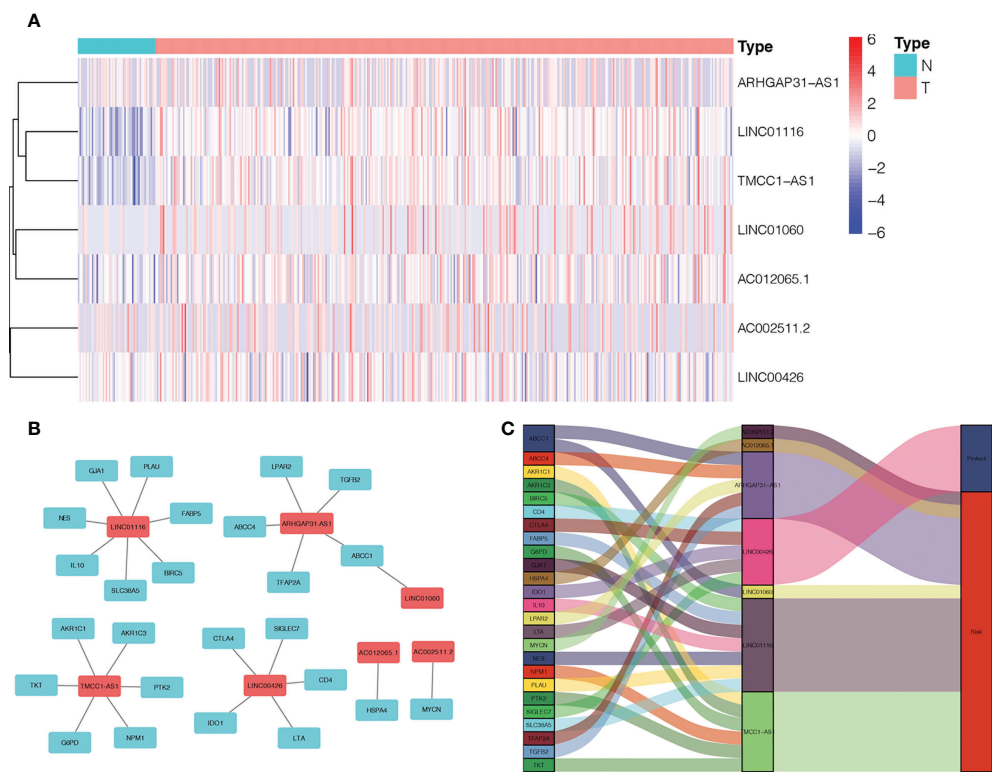 A
Type
ARHGAP31-AS1
LINC01116
TMCC1-AS1
LINC01060
AC012065.1
AC002511.2
LINC00426
6
4
2
0
-2
-4
-6
Type
N
T
B
GJA1
PLAU
NES
FABP5
LINC01116
IL10
BIRC5
SLC38A5
LPAR2
TGFB2
ABCC4
ARHGAP31-AS1
ABCC1
TFAP2A
LINC01060
AKR1C1
AKR1C3
TKT
TMCC1-AS1
PTK2
G6PD
NPM1
CTLA4
SIGLEC7
CD4
LINC00426
IDO1
LTA
AC012065.1
AC002511.2
HSPA4
MYCN
C
ABCC1
ABCC4
AKR1C1
AKR1C3
BIRC5
CD4
CTLA4
FABP5
G6PD
GJA1
HSPA4
IDO1
IL10
LPAR2
LTA
MYCN
NES
NPM1
PLAU
PTK2
SIGLEC7
SLC38A5
TFAP2A
TGFB2
TKT
AC002511.2
AC012065.1
ARHGAP31-AS1
LINC00426
LINC01060
LINC01116
TMCC1-AS1
Protect
Risk